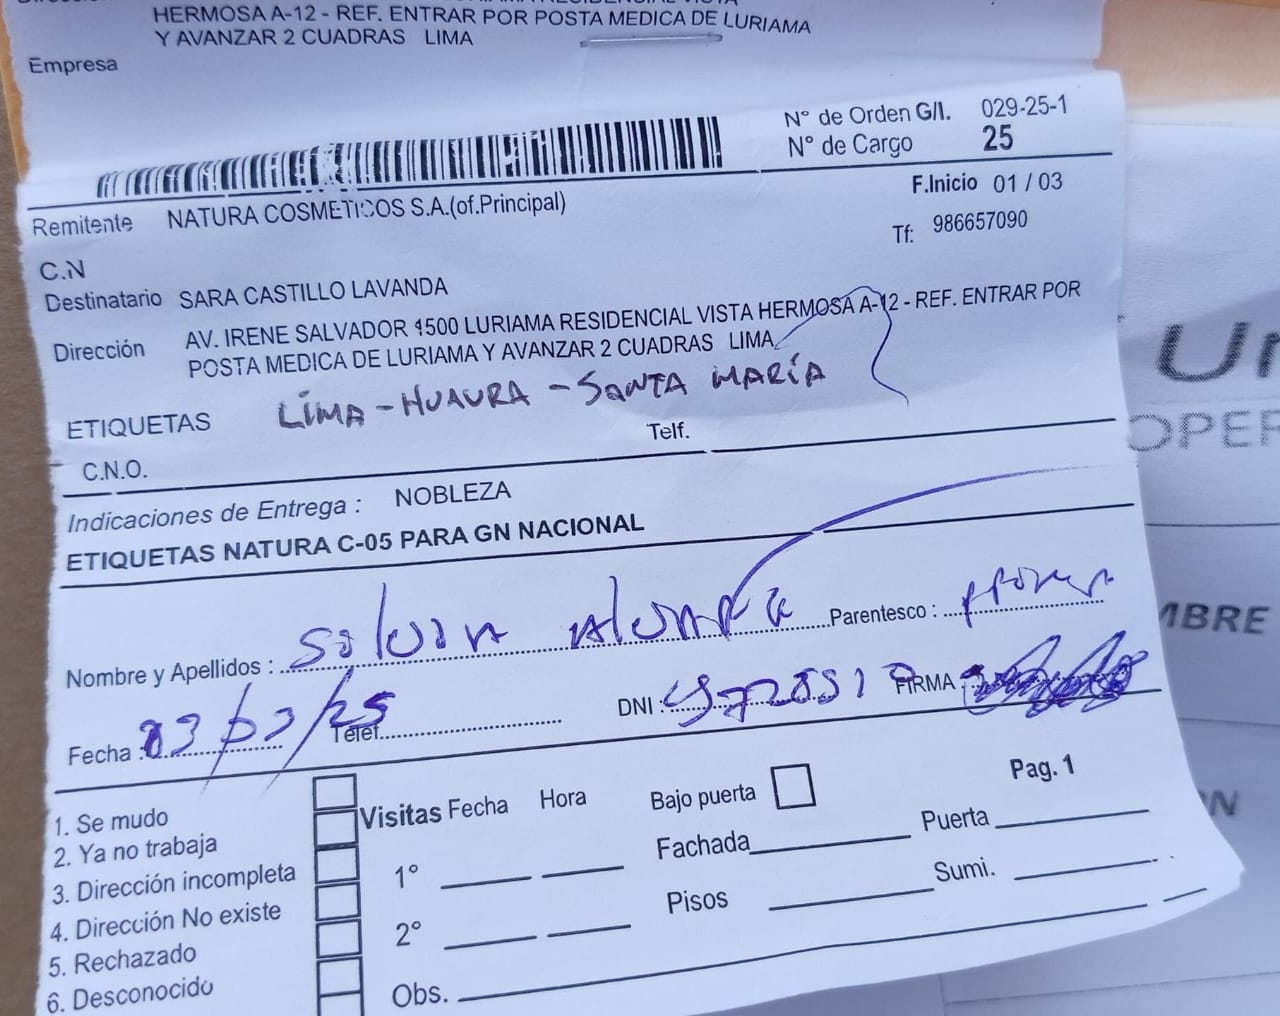 HERMOSA A-12 - REF. ENTRAR POR POSTA MEDICA DE LURIAMA
Y AVANZAR 2 CUADRAS LIMA
Empresa
N° de Orden G/I. 029-25-1
N° de Cargo 25
F.Inicio 01 / 03
Remitente NATURA COSMETICOS S.A.(of.Principal)
Tf: 986657090
C.N
Destinatario SARA CASTILLO LAVANDA
Dirección AV. IRENE SALVADOR 1500 LURIAMA RESIDENCIAL VISTA HERMOSA A-12 - REF. ENTRAR POR
POSTA MEDICA DE LURIAMA Y AVANZAR 2 CUADRAS LIMA
ETIQUETAS LIMA - HUAURA - SANTA MARÍA
C.N.O. Telf.
Indicaciones de Entrega : NOBLEZA
ETIQUETAS NATURA C-05 PARA GN NACIONAL
Nombre y Apellidos : Parentesco :
Fecha : Telef. DNI : FIRMA
1. Se mudo
2. Ya no trabaja
3. Dirección incompleta
4. Dirección No existe
5. Rechazado
6. Desconocido
Visitas Fecha Hora
1°
2°
Obs.
Bajo puerta
Pag. 1
Fachada Puerta
Pisos Sumi.
OPER
MBRE